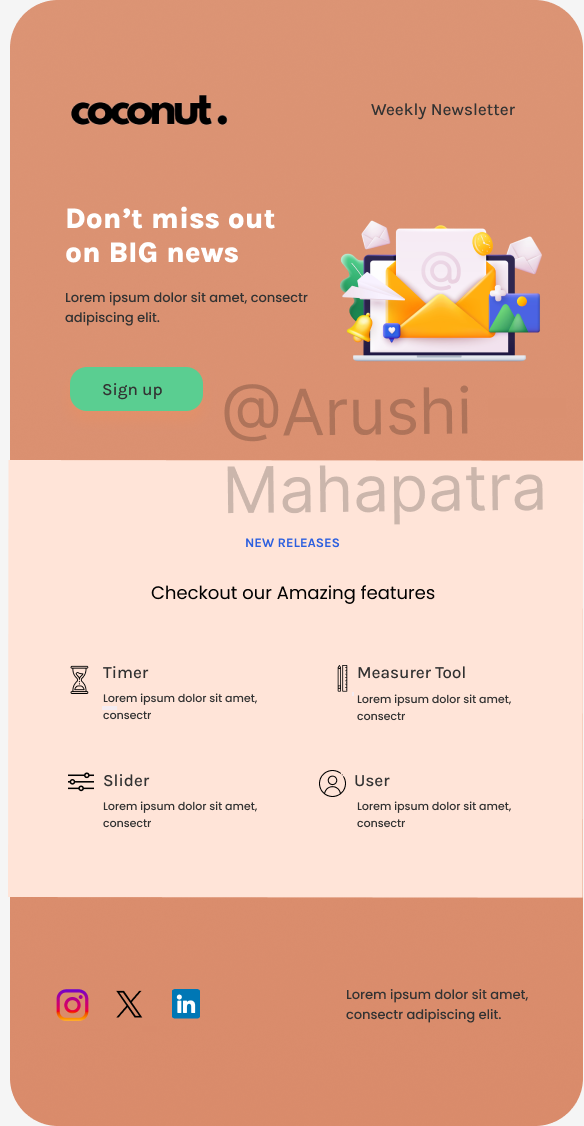 coconut.
Weekly Newsletter
Don’t miss out
on BIG news
Lorem ipsum dolor sit amet, consectr
adipiscing elit.
@
Sign up
@Arushi
Mahapatra
NEW RELEASES
Checkout our Amazing features
Timer
Lorem ipsum dolor sit amet,
consectr
Measurer Tool
Lorem ipsum dolor sit amet,
consectr
Slider
Lorem ipsum dolor sit amet,
consectr
User
Lorem ipsum dolor sit amet,
consectr
X
in
Lorem ipsum dolor sit amet,
consectr adipiscing elit.